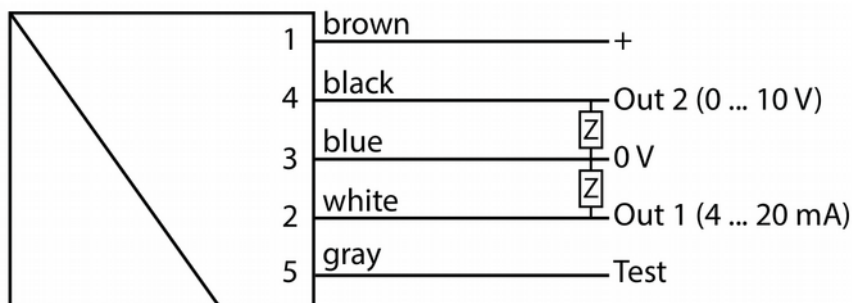 1 brown +
4 black Out 2 (0 ... 10 V)
Z
3 blue 0 V
Z
2 white Out 1 (4 ... 20 mA)
5 gray Test